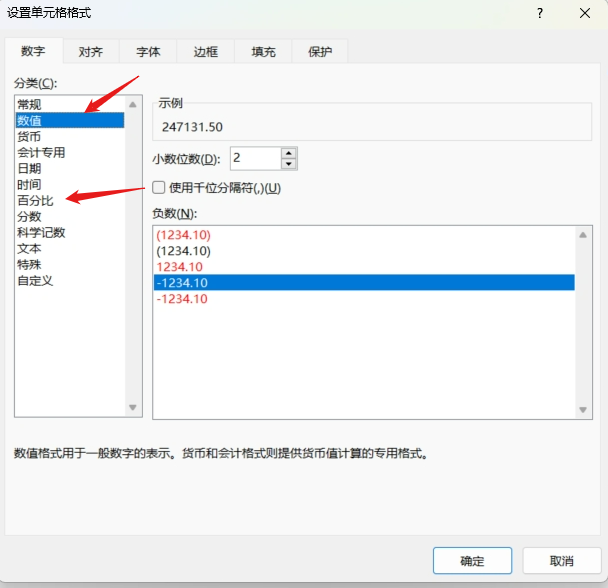 设置单元格格式 ?
数字 对齐 字体 边框 填充 保护
分类(C):
常规
数值
货币
会计专用
日期
时间
百分比
分数
科学记数
文本
特殊
自定义
示例
247131.50
小数位数(D): 2
使用千位分隔符(,)(U)
负数(N):
(1234.10)
(1234.10)
1234.10
-1234.10
-1234.10
数值格式用于一般数字的表示。货币和会计格式则提供货币值计算的专用格式。
确定 取消